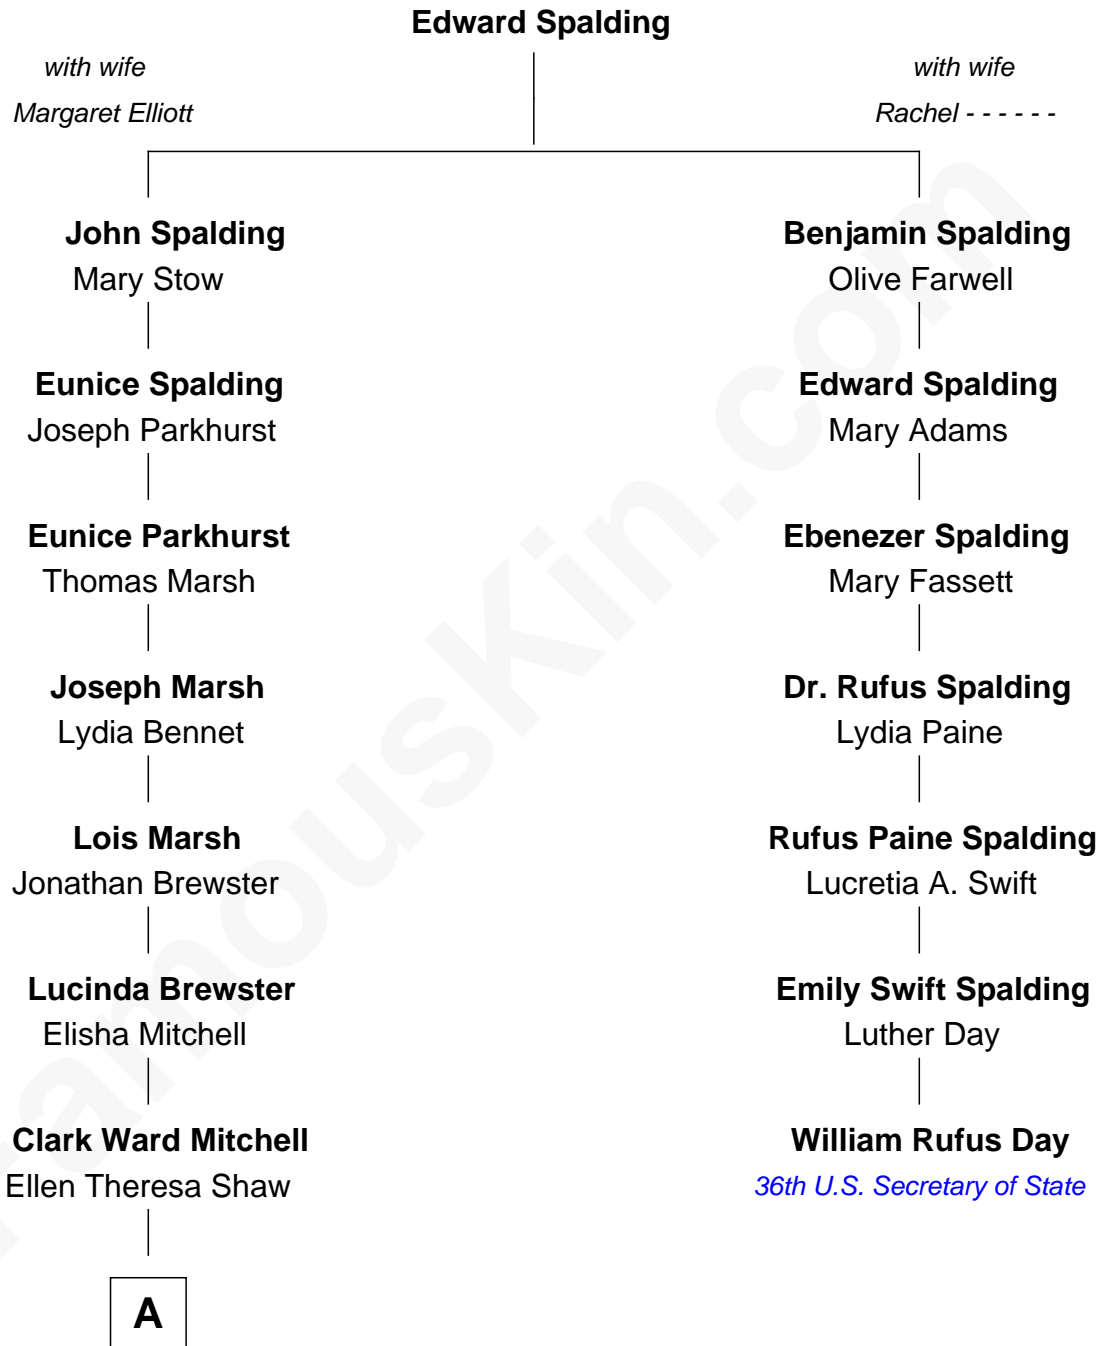 Edward Spalding
with wife
Margaret Elliott
with wife
Rachel - - - - - -
John Spalding
Mary Stow
Benjamin Spalding
Olive Farwell
Eunice Spalding
Joseph Parkhurst
Edward Spalding
Mary Adams
Eunice Parkhurst
Thomas Marsh
Ebenezer Spalding
Mary Fassett
Joseph Marsh
Lydia Bennet
Dr. Rufus Spalding
Lydia Paine
Lois Marsh
Jonathan Brewster
Rufus Paine Spalding
Lucretia A. Swift
Lucinda Brewster
Elisha Mitchell
Emily Swift Spalding
Luther Day
Clark Ward Mitchell
Ellen Theresa Shaw
William Rufus Day
36th U.S. Secretary of State
A
FamousKin.com